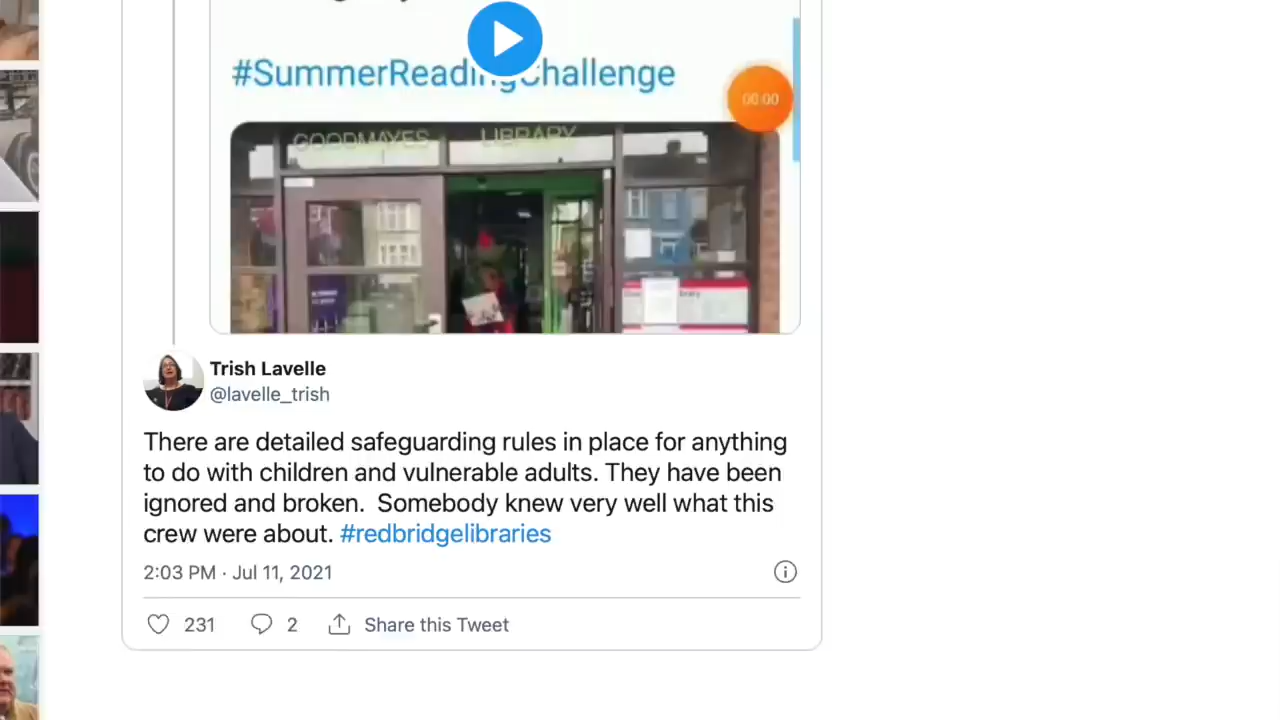 #SummerReadingChallenge
00:00
GOODMAYES LIBRARY
Trish Lavelle
@lavelle_trish
There are detailed safeguarding rules in place for anything
to do with children and vulnerable adults. They have been
ignored and broken.  Somebody knew very well what this
crew were about. #redbridgelibraries
2:03 PM · Jul 11, 2021
231
2
Share this Tweet